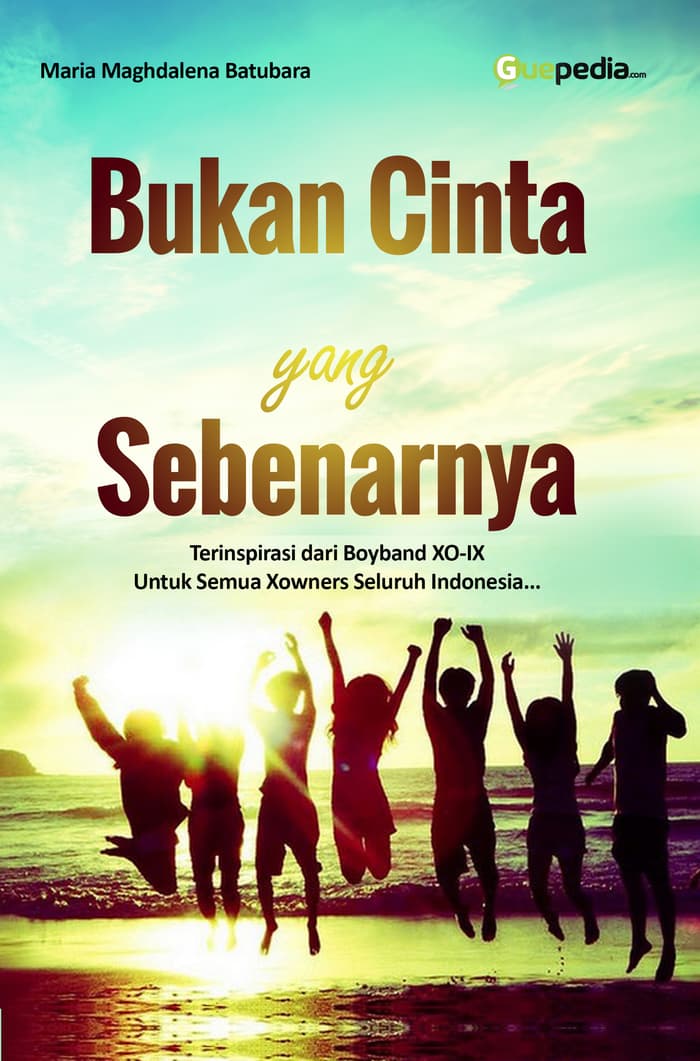 Maria Maghdalena Batubara
Guepedia.com
Bukan Cinta
yang
Sebenarnya
Terinspirasi dari Boyband XO-IX
Untuk Semua Xowners Seluruh Indonesia...